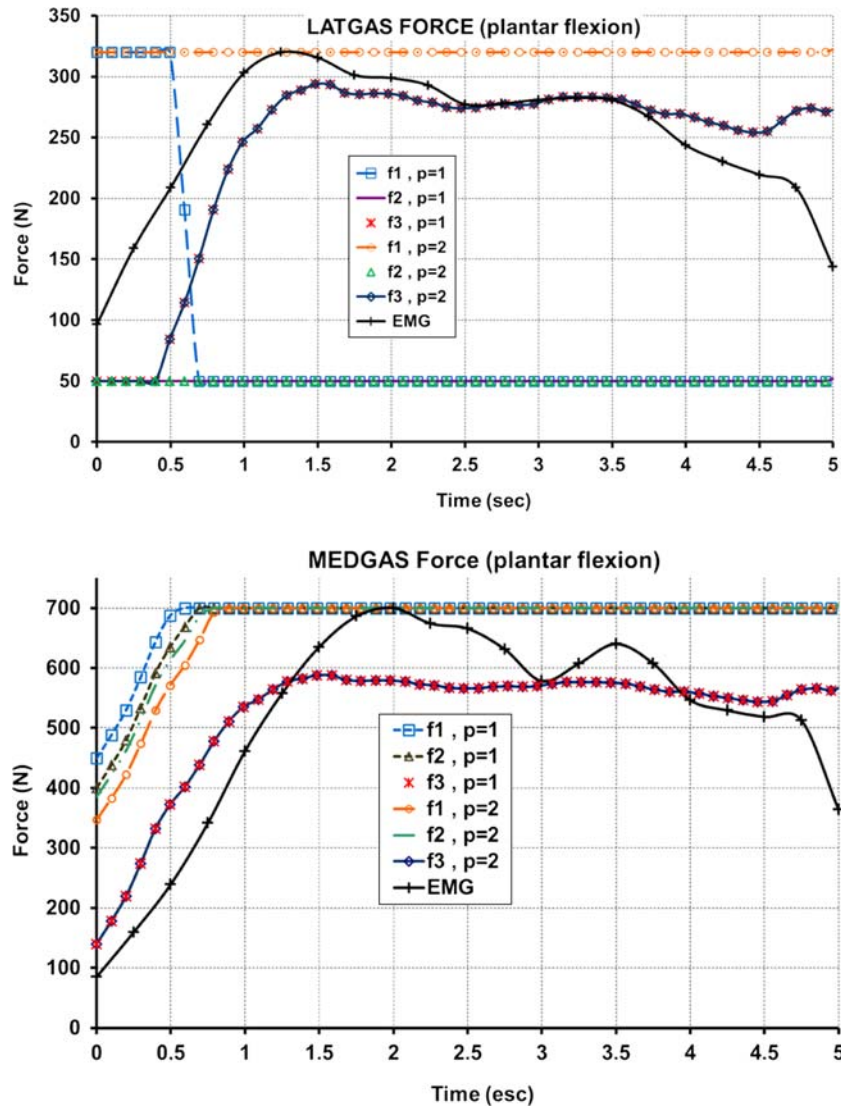 LATGAS FORCE (plantar flexion)
350
300
250
200
150
100
50
0
Force (N)
f1 , p=1
f2 , p=1
f3 , p=1
f1 , p=2
f2 , p=2
f3 , p=2
EMG
0 0.5 1 1.5 2 2.5 3 3.5 4 4.5 5
Time (sec)
MEDGAS Force (plantar flexion)
700
600
500
400
300
200
100
0
Force (N)
f1 , p=1
f2 , p=1
f3 , p=1
f1 , p=2
f2 , p=2
f3 , p=2
EMG
0 0.5 1 1.5 2 2.5 3 3.5 4 4.5 5
Time (esc)